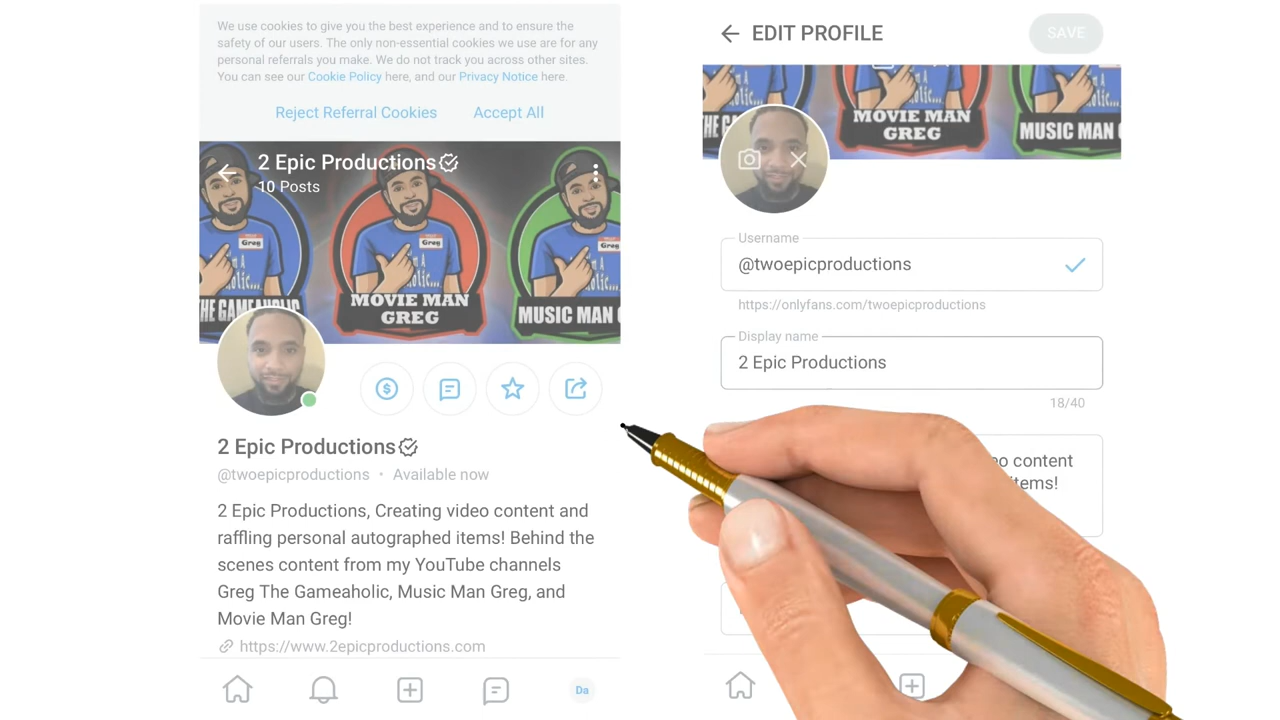 We use cookies to give you the best experience and to ensure the
safety of our users. The only non-essential cookies we use are for any
personal referrals you make. We do not track you across other sites.
You can see our Cookie Policy here, and our Privacy Notice here.
Reject Referral Cookies Accept All
2 Epic Productions
10 Posts
Greg
Greg
Greg
THE GAMEAHOLIC
MOVIE MAN
GREG
MUSIC MAN
2 Epic Productions
@twoepicproductions • Available now
2 Epic Productions, Creating video content and
raffling personal autographed items! Behind the
scenes content from my YouTube channels
Greg The Gameaholic, Music Man Greg, and
Movie Man Greg!
https://www.2epicproductions.com
Da
EDIT PROFILE
SAVE
MOVIE MAN
GREG
MUSIC MAN
Username
@twoepicproductions
https://onlyfans.com/twoepicproductions
Display name
2 Epic Productions
18/40
content
items!